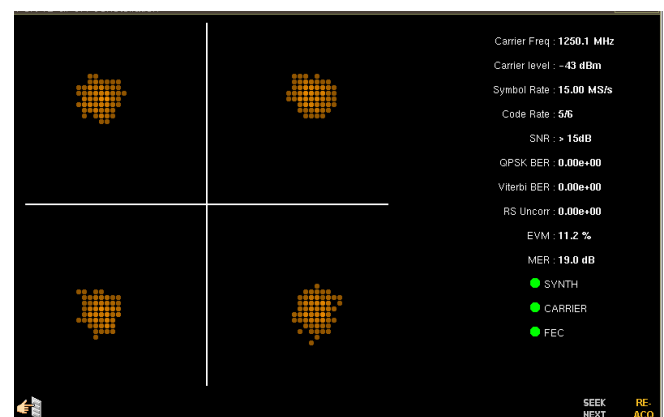 Carrier Freq : 1250.1 MHz
Carrier level : -43 dBm
Symbol Rate : 15.00 MS/s
Code Rate : 5/6
SNR : > 15dB
QPSK BER : 0.00e+00
Viterbi BER : 0.00e+00
RS Uncorr : 0.00e+00
EVM : 11.2 %
MER : 19.0 dB
SYNTH
CARRIER
FEC
SEEK RE-
NEXT ACQ